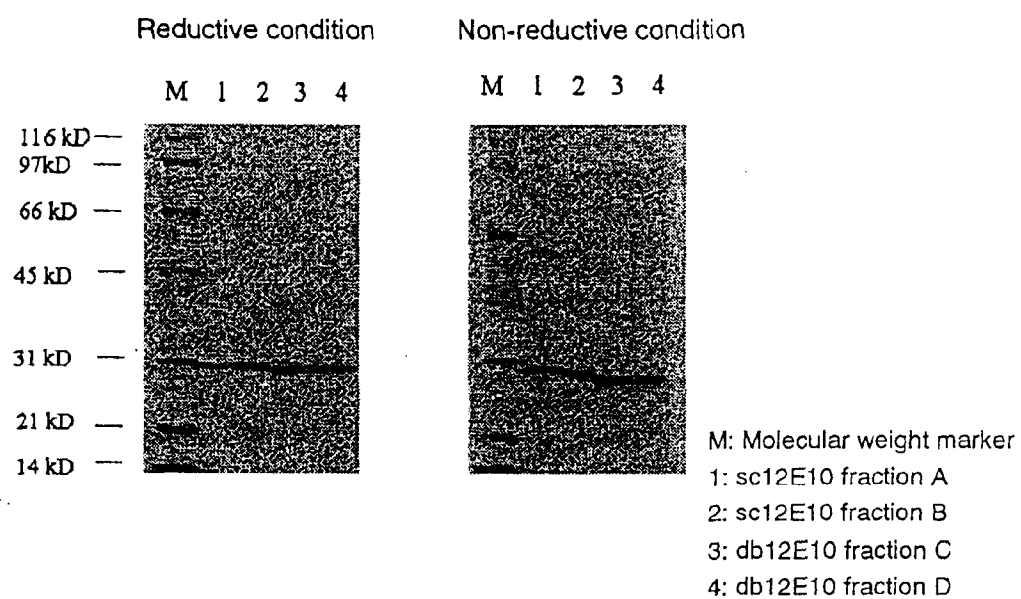 Reductive condition
Non-reductive condition
M 1 2 3 4
M 1 2 3 4
116 kD
97kD
66 kD
45 kD
31 kD
21 kD
14 kD
M: Molecular weight marker
1: sc12E10 fraction A
2: sc12E10 fraction B
3: db12E10 fraction C
4: db12E10 fraction D